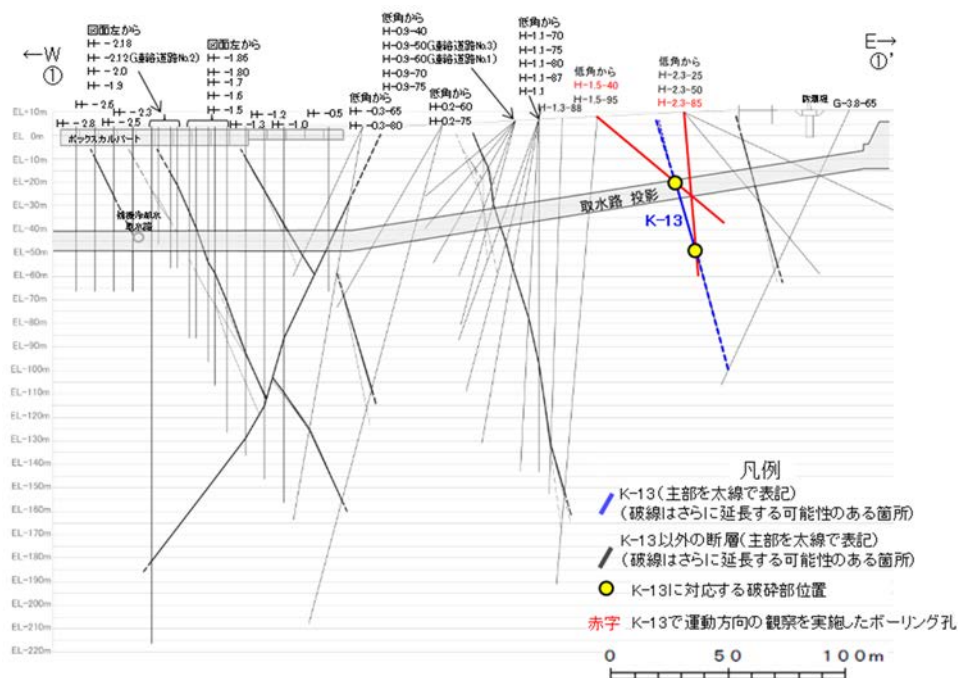 ←W
①
E→
①'
図面左から
H- -2.18
H- -2.12(連絡道路No.2)
H- -2.0
H- -1.9
H- -2.5
H- -2.3
H- -2.8
H- -2.5
図面左から
H- -1.86
H- -1.80
H- -1.7
H- -1.6
H- -1.5
H- -1.3
H- -1.2
H- -1.0
H- -0.5
低角から
H-0.9-40
H-0.9-50(連絡道路No.3)
H-0.9-60(連絡道路No.1)
H-0.9-70
H-0.9-75
低角から
H- -0.3-65
H- -0.3-80
低角から
H-0.2-60
H-0.2-75
低角から
H-1.1-70
H-1.1-75
H-1.1-80
H-1.1-87
H-1.1
H-1.3-88
低角から
H-1.5-40
H-1.5-95
低角から
H-2.3-25
H-2.3-50
H-2.3-85
防潮堤
G-3.8-65
ボックスカルバート
補機冷却水
取水路
取水路 投影
K-13
EL+10m
EL 0m
EL-10m
EL-20m
EL-30m
EL-40m
EL-50m
EL-60m
EL-70m
EL-80m
EL-90m
EL-100m
EL-110m
EL-120m
EL-130m
EL-140m
EL-150m
EL-160m
EL-170m
EL-180m
EL-190m
EL-200m
EL-210m
EL-220m
凡例
K-13(主部を太線で表記)
(破線はさらに延長する可能性のある箇所)
K-13以外の断層(主部を太線で表記)
(破線はさらに延長する可能性のある箇所)
K-13に対応する破砕部位置
赤字 K-13で運動方向の観察を実施したボーリング孔
0 50 100m